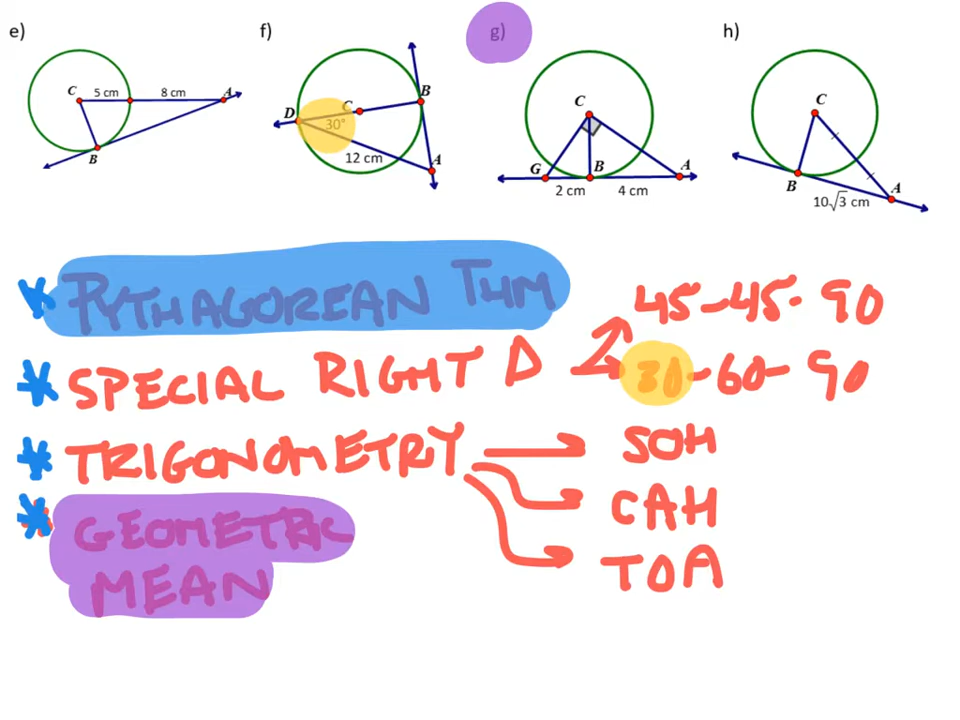 e) f) g) h)
C 5 cm 8 cm A B
D C B 30° 12 cm A
C G B A 2 cm 4 cm
C B A 10√3 cm
* PYTHAGOREAN THM
* SPECIAL RIGHT Δ 45-45-90
30-60-90
* TRIGONOMETRY SOH
CAH
TOA
* GEOMETRIC
MEAN